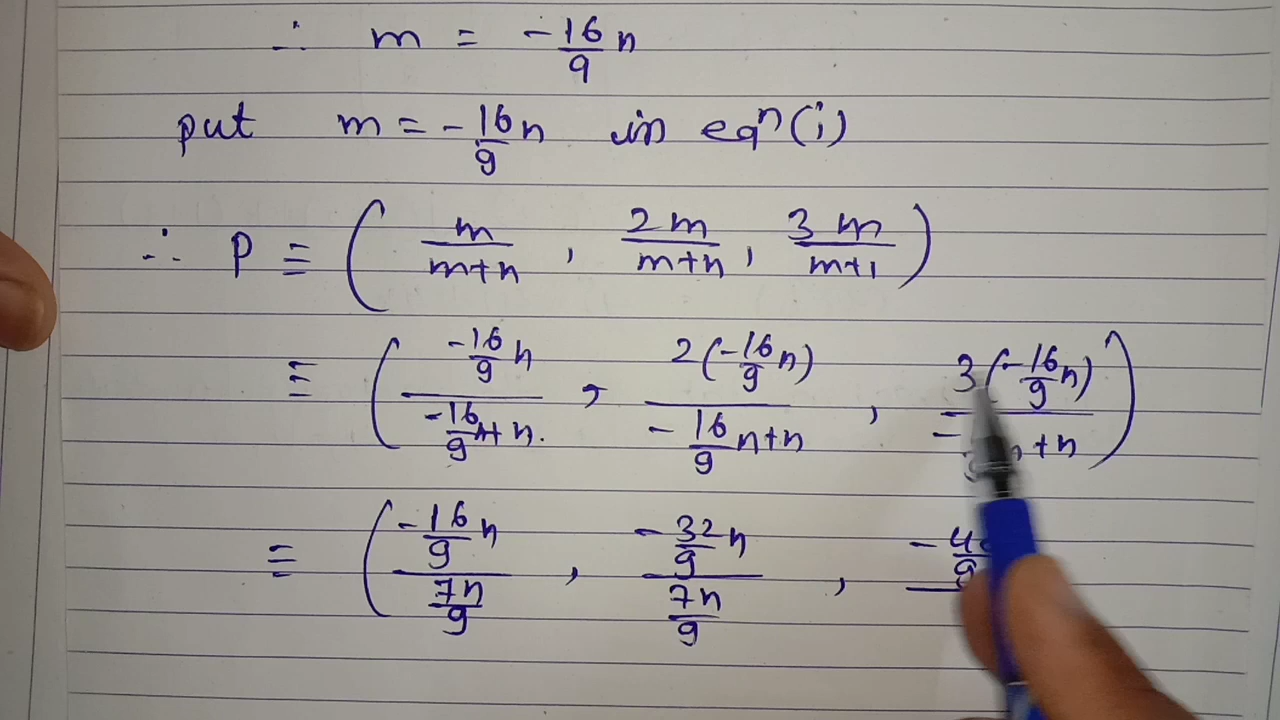 ∴ m = -16/9 n
put m = -16/9 n in eqⁿ(i)
∴ P ≡ ( m/(m+n) , 2m/(m+n) , 3m/(m+1) )
≡ ( (-16/9 n)/(-16/9 n + n.) , 2(-16/9 n)/(-16/9 n+n) , 3(-16/9 n)/(- n+n) )
≡ ( (-16/9 n)/(7n/9) , (-32/9 n)/(7n/9) ,